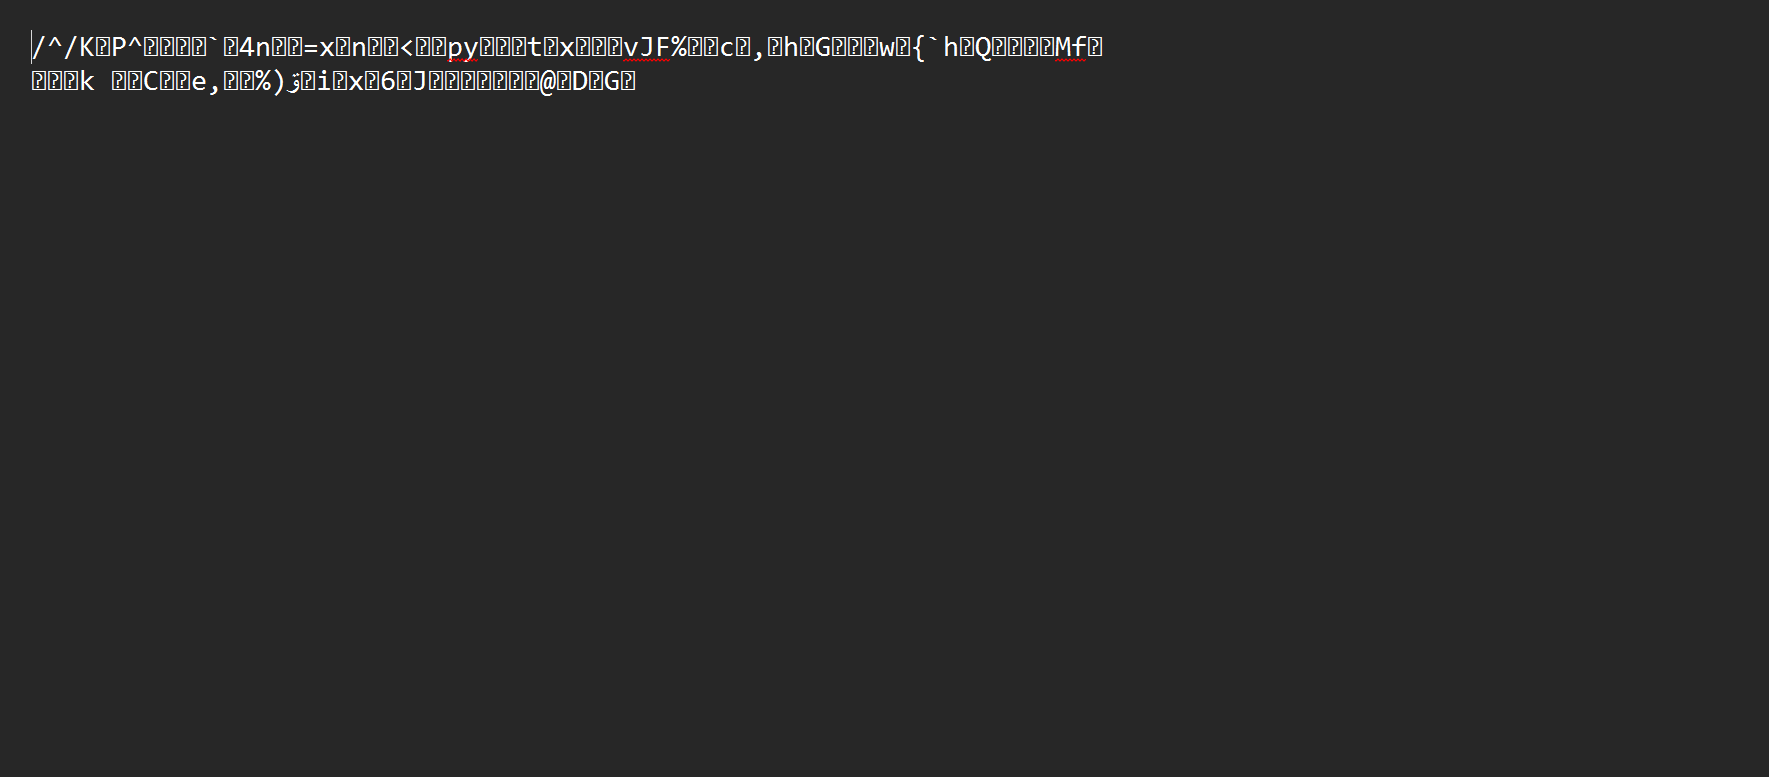 /^/K�P^����`�4n��=x�n��<��py���t�x���vJF%��c�,�h�G���w�{`h�Q����Mf�
���k ��C��e,��%)ڦ�i�x�6�J�������@�D�G�